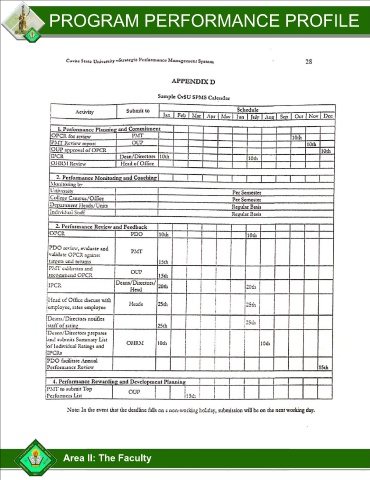 PROGRAM PERFORMANCE PROFILE
Cavite State University –Strategic Performance Management System 28
APPENDIX D
Sample CvSU SPMS Calendar
Activity Submit to Schedule
Jan Feb Mar Apr May Jun July Aug Sep Oct Nov Dec
1. Performance Planning and Commitment
OPCR for review PMT 10th
PMT Review report OUP 10th
OUP approval of OPCR 10th
IPCR Dean/Directors 10th 10th
OHRM Review Head of Office
2. Performance Monitoring and Coaching
Monitoring by
University Per Semester
College Campus/Office Per Semester
Department Heads/Units Regular Basis
Individual Staff Regular Basis
2. Performance Review and Feedback
OPCR PDO 10th 10th
PDO review, evaluate and
validate OPCR against
targets and returns PMT 15th
PMT calibrates and
recommend OPCR OUP 15th
IPCR Deans/Directors/
Head 20th 20th
Head of Office discuss with
employee, rates employee Heads 25th 25th
Deans/Directors notifies
staff of rating 25th 25th
Deans/Directors prepares
and submits Summary List
of Individual Ratings and
IPCRs OHRM 10th 10th
PDO facilitate Annual
Performance Review 15th
4. Performance Rewarding and Development Planning
PMT to submit Top
Performers List OUP 15th
Note: In the event that the deadline falls on a non-working holiday, submission will be on the next working day.
Area II: The Faculty